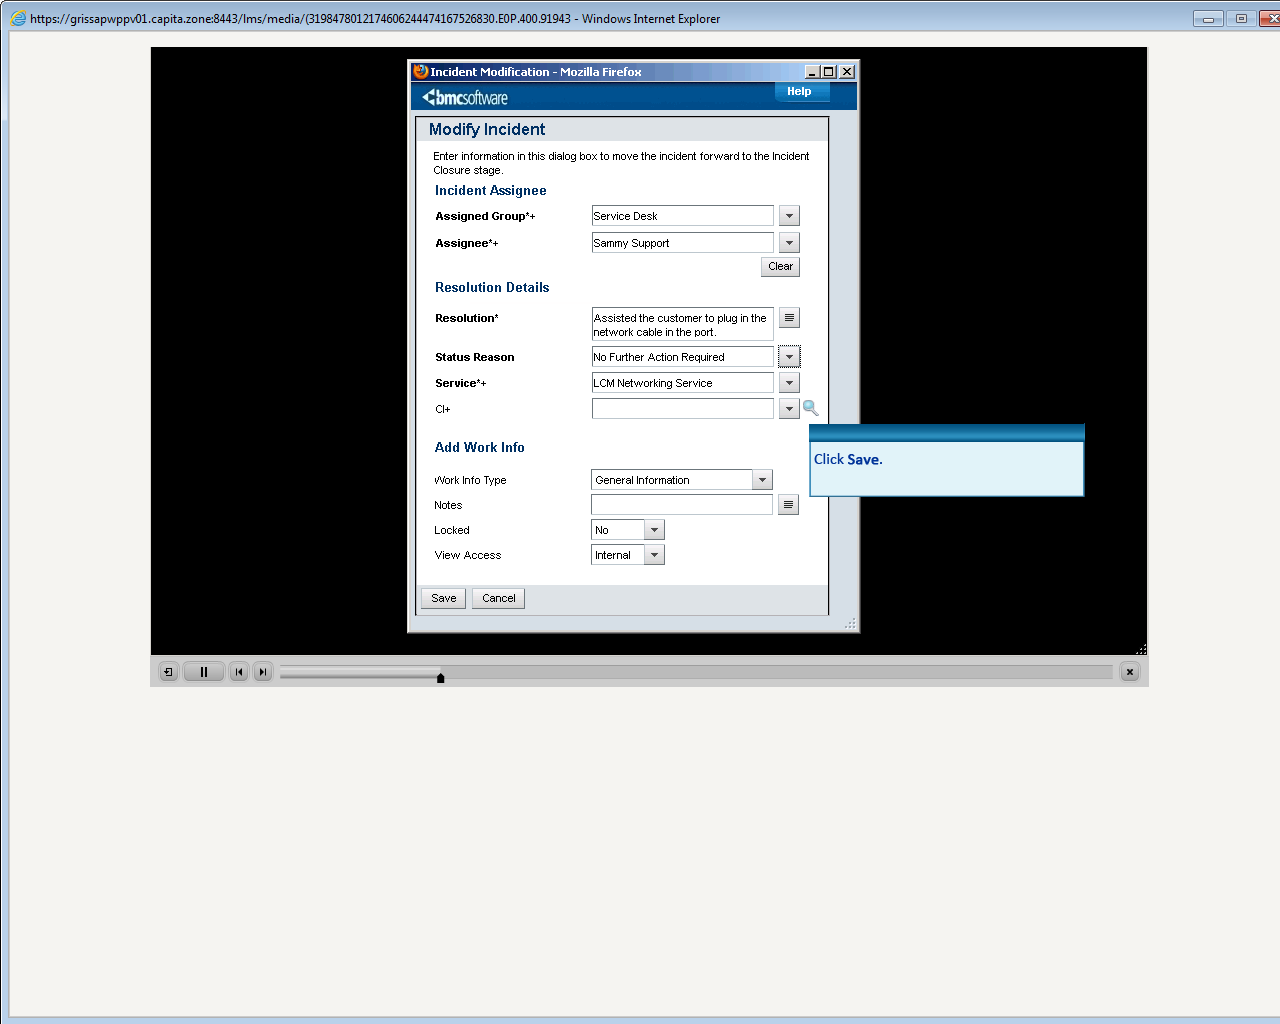 https://grissapwppv01.capita.zone:8443/lms/media/(3198478012174606244474167526830.E0P.400.91943 - Windows Internet Explorer
Incident Modification - Mozilla Firefox
bmcsoftware
Help
Modify Incident
Enter information in this dialog box to move the incident forward to the Incident
Closure stage.
Incident Assignee
Assigned Group*+
Service Desk
Assignee*+
Sammy Support
Clear
Resolution Details
Resolution*
Assisted the customer to plug in the
network cable in the port.
Status Reason
No Further Action Required
Service*+
LCM Networking Service
CI+
Add Work Info
Click Save.
Work Info Type
General Information
Notes
Locked
No
View Access
Internal
Save
Cancel